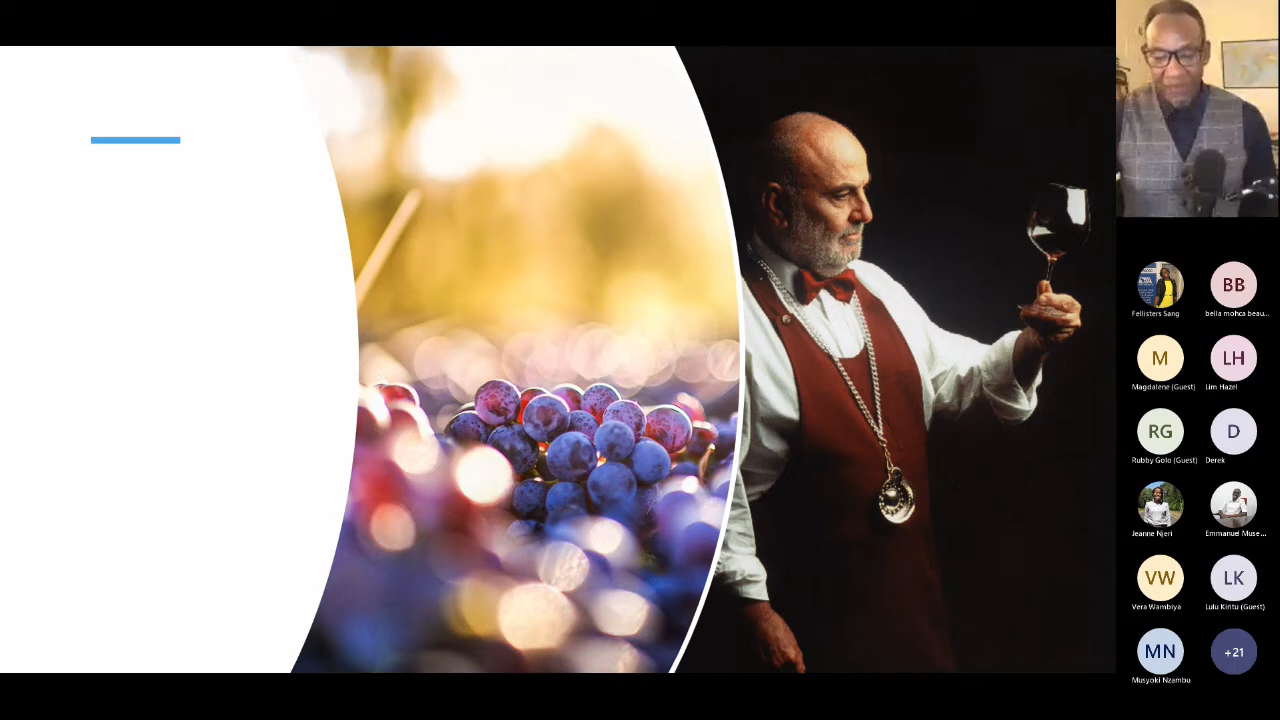 BB
Fellisters Sang
bella mohca beau...
M
LH
Magdalene (Guest)
Lim Hazel
RG
D
Rubby Golo (Guest)
Derek
Jeanne Njeri
Emmanuel Muse...
VW
LK
Vera Wambiya
Lulu Kiritu (Guest)
MN
+21
Musyoki Nzambu